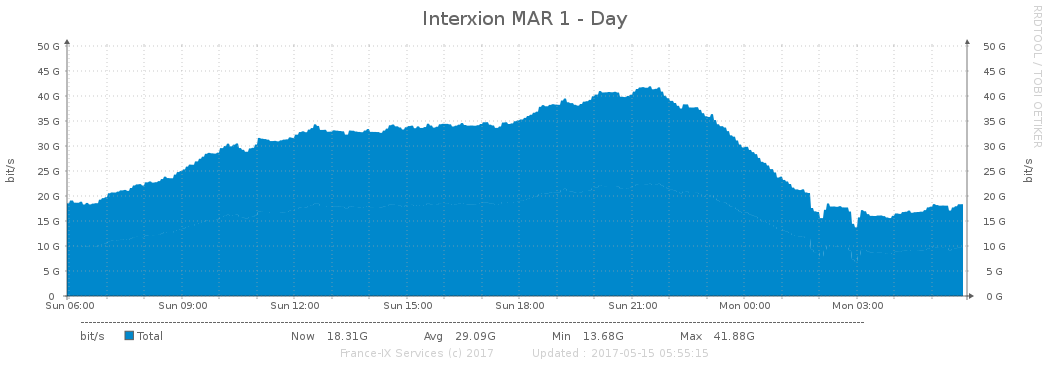 Interxion MAR 1 - Day
RRDTOOL / TOBI OETIKER
bit/s
bit/s
50 G 50 G
45 G 45 G
40 G 40 G
35 G 35 G
30 G 30 G
25 G 25 G
20 G 20 G
15 G 15 G
10 G 10 G
5 G 5 G
0 0 G
Sun 06:00 Sun 09:00 Sun 12:00 Sun 15:00 Sun 18:00 Sun 21:00 Mon 00:00 Mon 03:00
bit/s Total Now 18.31G Avg 29.09G Min 13.68G Max 41.88G
France-IX Services (c) 2017 Updated : 2017-05-15 05:55:15